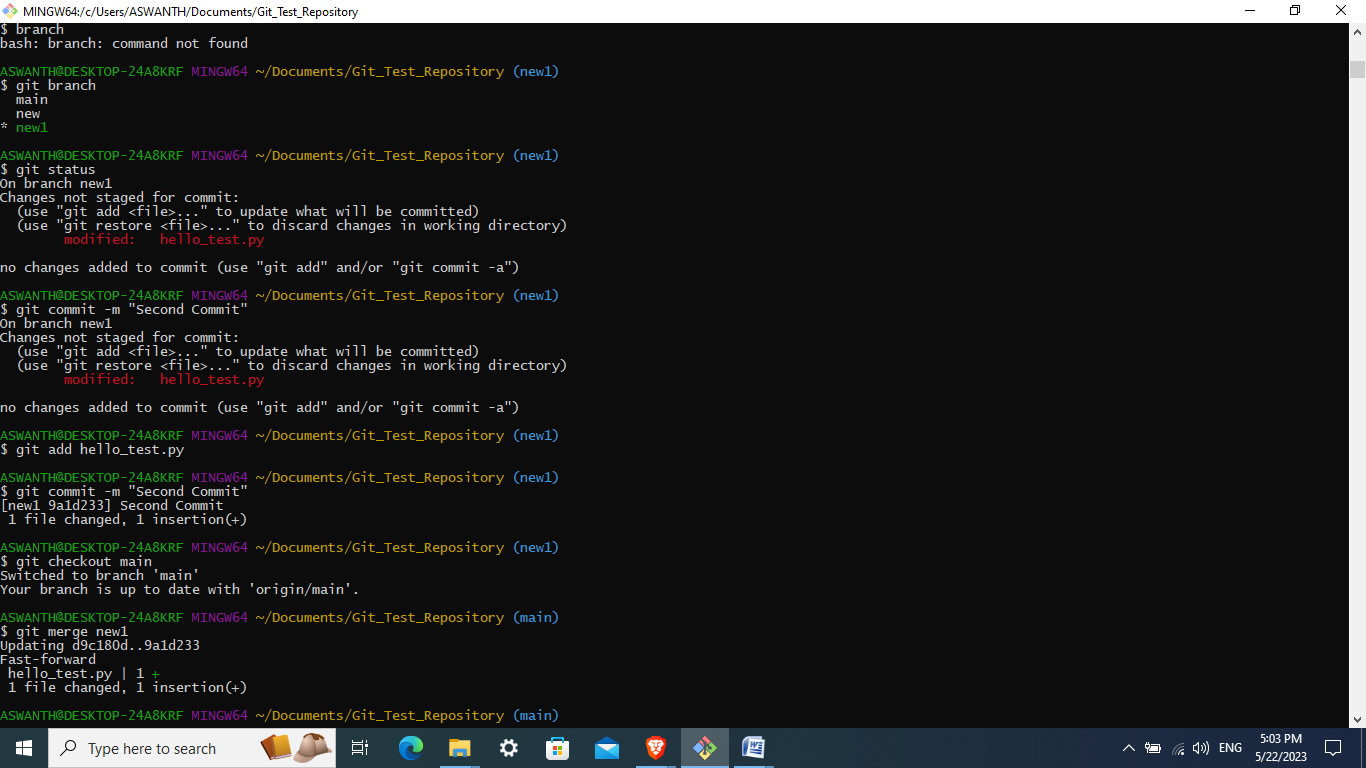 MINGW64:/c/Users/ASWANTH/Documents/Git_Test_Repository
$ branch
bash: branch: command not found
ASWANTH@DESKTOP-24A8KRF MINGW64 ~/Documents/Git_Test_Repository (new1)
$ git branch
  main
  new
* new1
ASWANTH@DESKTOP-24A8KRF MINGW64 ~/Documents/Git_Test_Repository (new1)
$ git status
On branch new1
Changes not staged for commit:
  (use "git add <file>..." to update what will be committed)
  (use "git restore <file>..." to discard changes in working directory)
        modified:   hello_test.py
no changes added to commit (use "git add" and/or "git commit -a")
ASWANTH@DESKTOP-24A8KRF MINGW64 ~/Documents/Git_Test_Repository (new1)
$ git commit -m "Second Commit"
On branch new1
Changes not staged for commit:
  (use "git add <file>..." to update what will be committed)
  (use "git restore <file>..." to discard changes in working directory)
        modified:   hello_test.py
no changes added to commit (use "git add" and/or "git commit -a")
ASWANTH@DESKTOP-24A8KRF MINGW64 ~/Documents/Git_Test_Repository (new1)
$ git add hello_test.py
ASWANTH@DESKTOP-24A8KRF MINGW64 ~/Documents/Git_Test_Repository (new1)
$ git commit -m "Second Commit"
[new1 9a1d233] Second Commit
 1 file changed, 1 insertion(+)
ASWANTH@DESKTOP-24A8KRF MINGW64 ~/Documents/Git_Test_Repository (new1)
$ git checkout main
Switched to branch 'main'
Your branch is up to date with 'origin/main'.
ASWANTH@DESKTOP-24A8KRF MINGW64 ~/Documents/Git_Test_Repository (main)
$ git merge new1
Updating d9c180d..9a1d233
Fast-forward
 hello_test.py | 1 +
 1 file changed, 1 insertion(+)
ASWANTH@DESKTOP-24A8KRF MINGW64 ~/Documents/Git_Test_Repository (main)
Type here to search
W
ENG
5:03 PM
5/22/2023